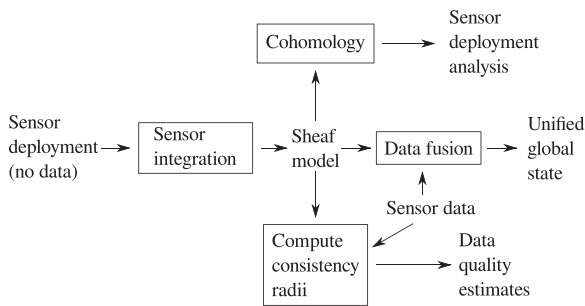 Cohomology
Sensor
deployment
analysis
Sensor
deployment
(no data)
Sensor
integration
Sheaf
model
Data fusion
Unified
global
state
Sensor data
Compute
consistency
radii
Data
quality
estimates